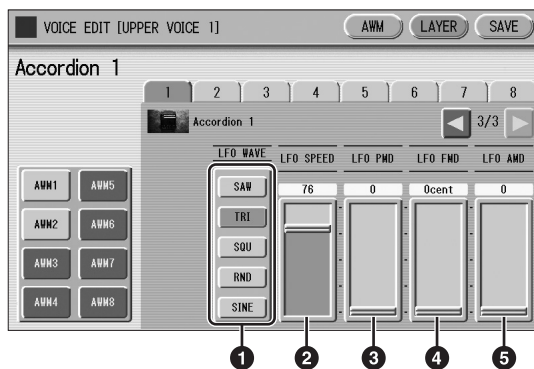 VOICE EDIT [UPPER VOICE 1] AWM LAYER SAVE
Accordion 1
1 2 3 4 5 6 7 8
Accordion 1 3/3
LFO WAVE LFO SPEED LFO PMD LFO FMD LFO AMD
SAW 76 0 0cent 0
TRI
SQU
RND
SINE
AWM1 AWM5
AWM2 AWM6
AWM3 AWM7
AWM4 AWM8
1 2 3 4 5